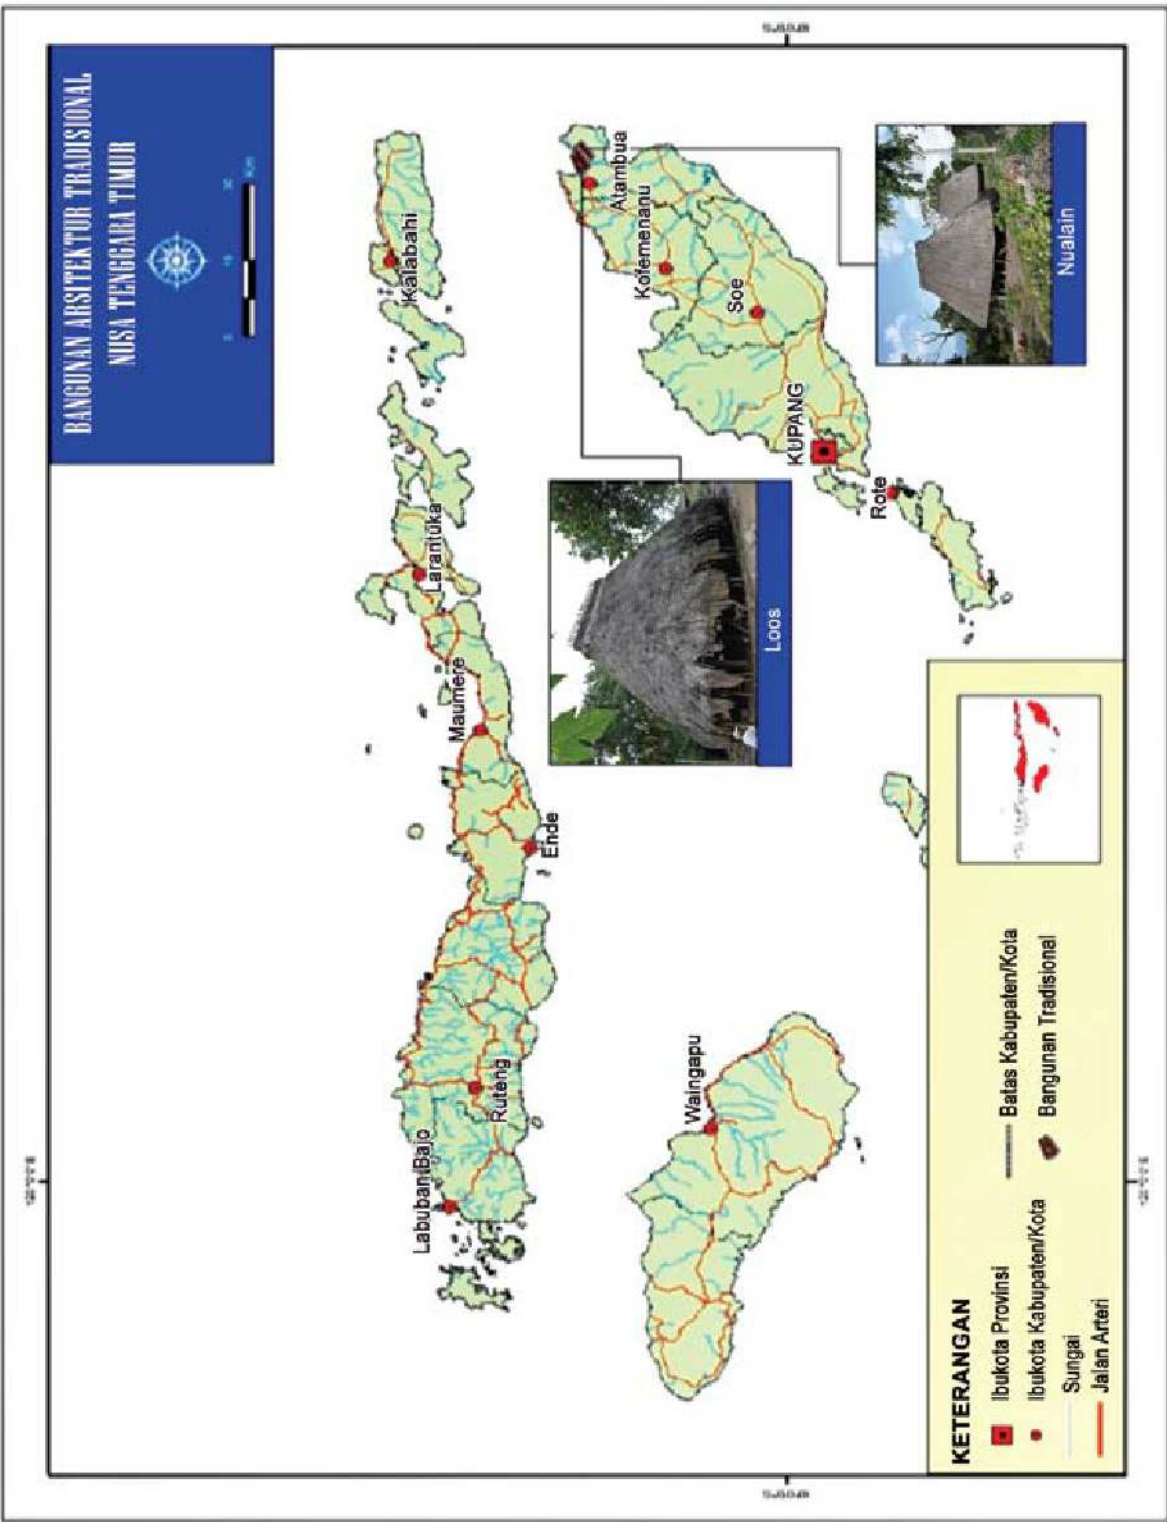 BANGUNAN ARSITEKTUR TRADISIONAL
NUSA TENGGARA TIMUR
Kalabahi
Larantuka
Maumere
Ende
Ruteng
Labuban Bajo
Atambua
Kofemenanu
Soe
KUPANG
Rote
Waingapu
Loos
Nualain
KETERANGAN
Ibukota Provinsi
Ibukota Kabupaten/Kota
Sungai
Jalan Arteri
Batas Kabupaten/Kota
Bangunan Tradisional